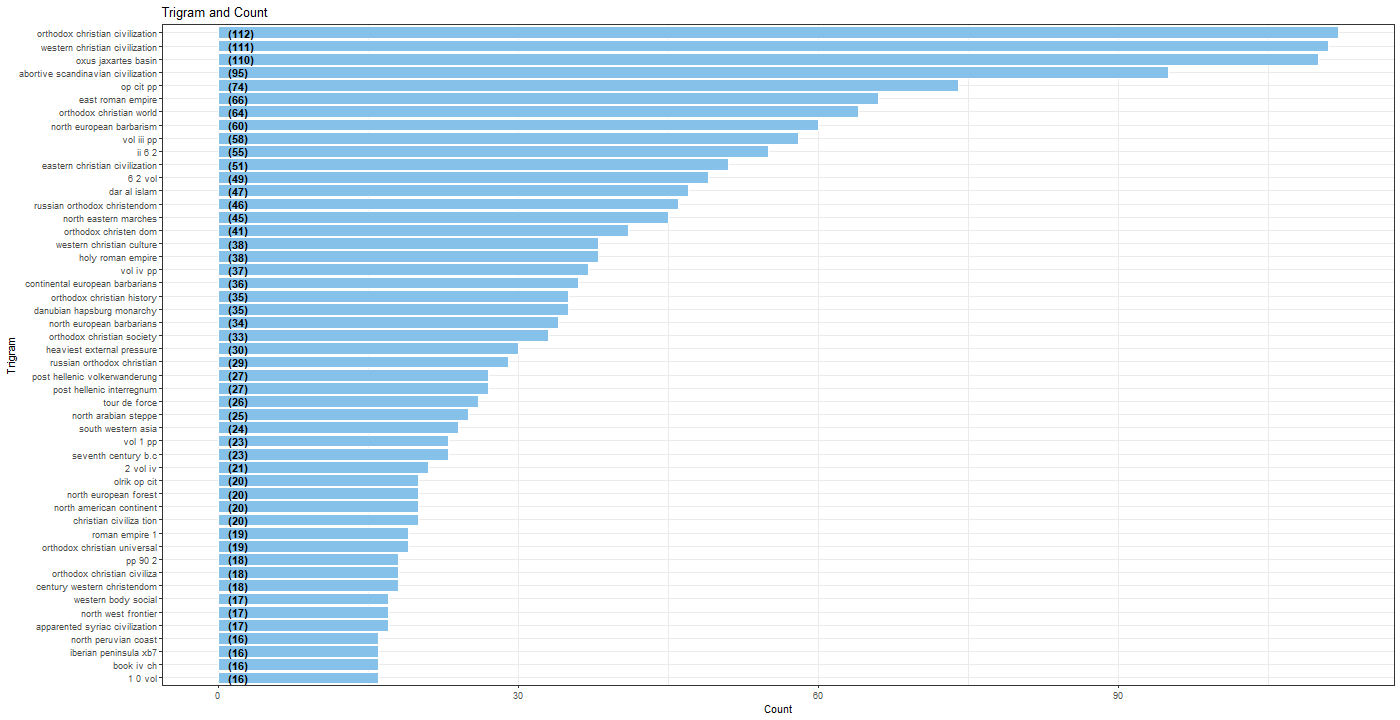 Trigram and Count
orthodox christian civilization (112)
western christian civilization (111)
oxus jaxartes basin (110)
abortive scandinavian civilization (95)
op cit pp (74)
east roman empire (66)
orthodox christian world (64)
north european barbarism (60)
vol iii pp (58)
ii 6 2 (55)
eastern christian civilization (51)
6 2 vol (49)
dar al islam (47)
russian orthodox christendom (46)
north eastern marches (45)
orthodox christen dom (41)
western christian culture (38)
holy roman empire (38)
vol iv pp (37)
continental european barbarians (36)
orthodox christian history (35)
danubian hapsburg monarchy (35)
north european barbarians (34)
orthodox christian society (33)
heaviest external pressure (30)
russian orthodox christian (29)
post hellenic volkerwanderung (27)
post hellenic interregnum (27)
tour de force (26)
north arabian steppe (25)
south western asia (24)
vol 1 pp (23)
seventh century b.c (23)
2 vol iv (21)
olrik op cit (20)
north european forest (20)
north american continent (20)
christian civiliza tion (20)
roman empire 1 (19)
orthodox christian universal (19)
pp 90 2 (18)
orthodox christian civiliza (18)
century western christendom (18)
western body social (17)
north west frontier (17)
apparented syriac civilization (17)
north peruvian coast (16)
iberian peninsula xb7 (16)
book iv ch (16)
1 0 vol (16)
Trigram
0 30 60 90
Count